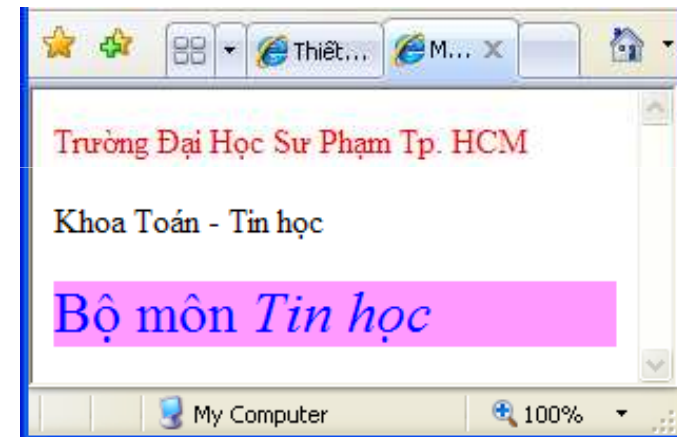 Thiết... M...
Trường Đại Học Sư Phạm Tp. HCM
Khoa Toán - Tin học
Bộ môn Tin học
My Computer 100%